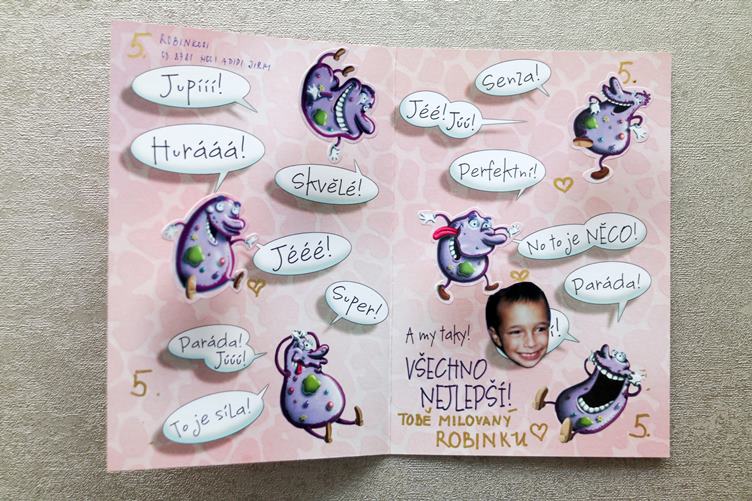 5.
ROBINKOVI
Jupííí!
Hurááá!
Skvělé!
Jééé!
Super!
Paráda!
Júúú!
5.
To je síla!
Senza!
5.
Jéé!
Júú!
Perfektní!
No to je NĚCO!
Paráda!
A my taky!
VŠECHNO
NEJLEPŠÍ!
TOBĚ MILOVANÝ
ROBINKU
5.